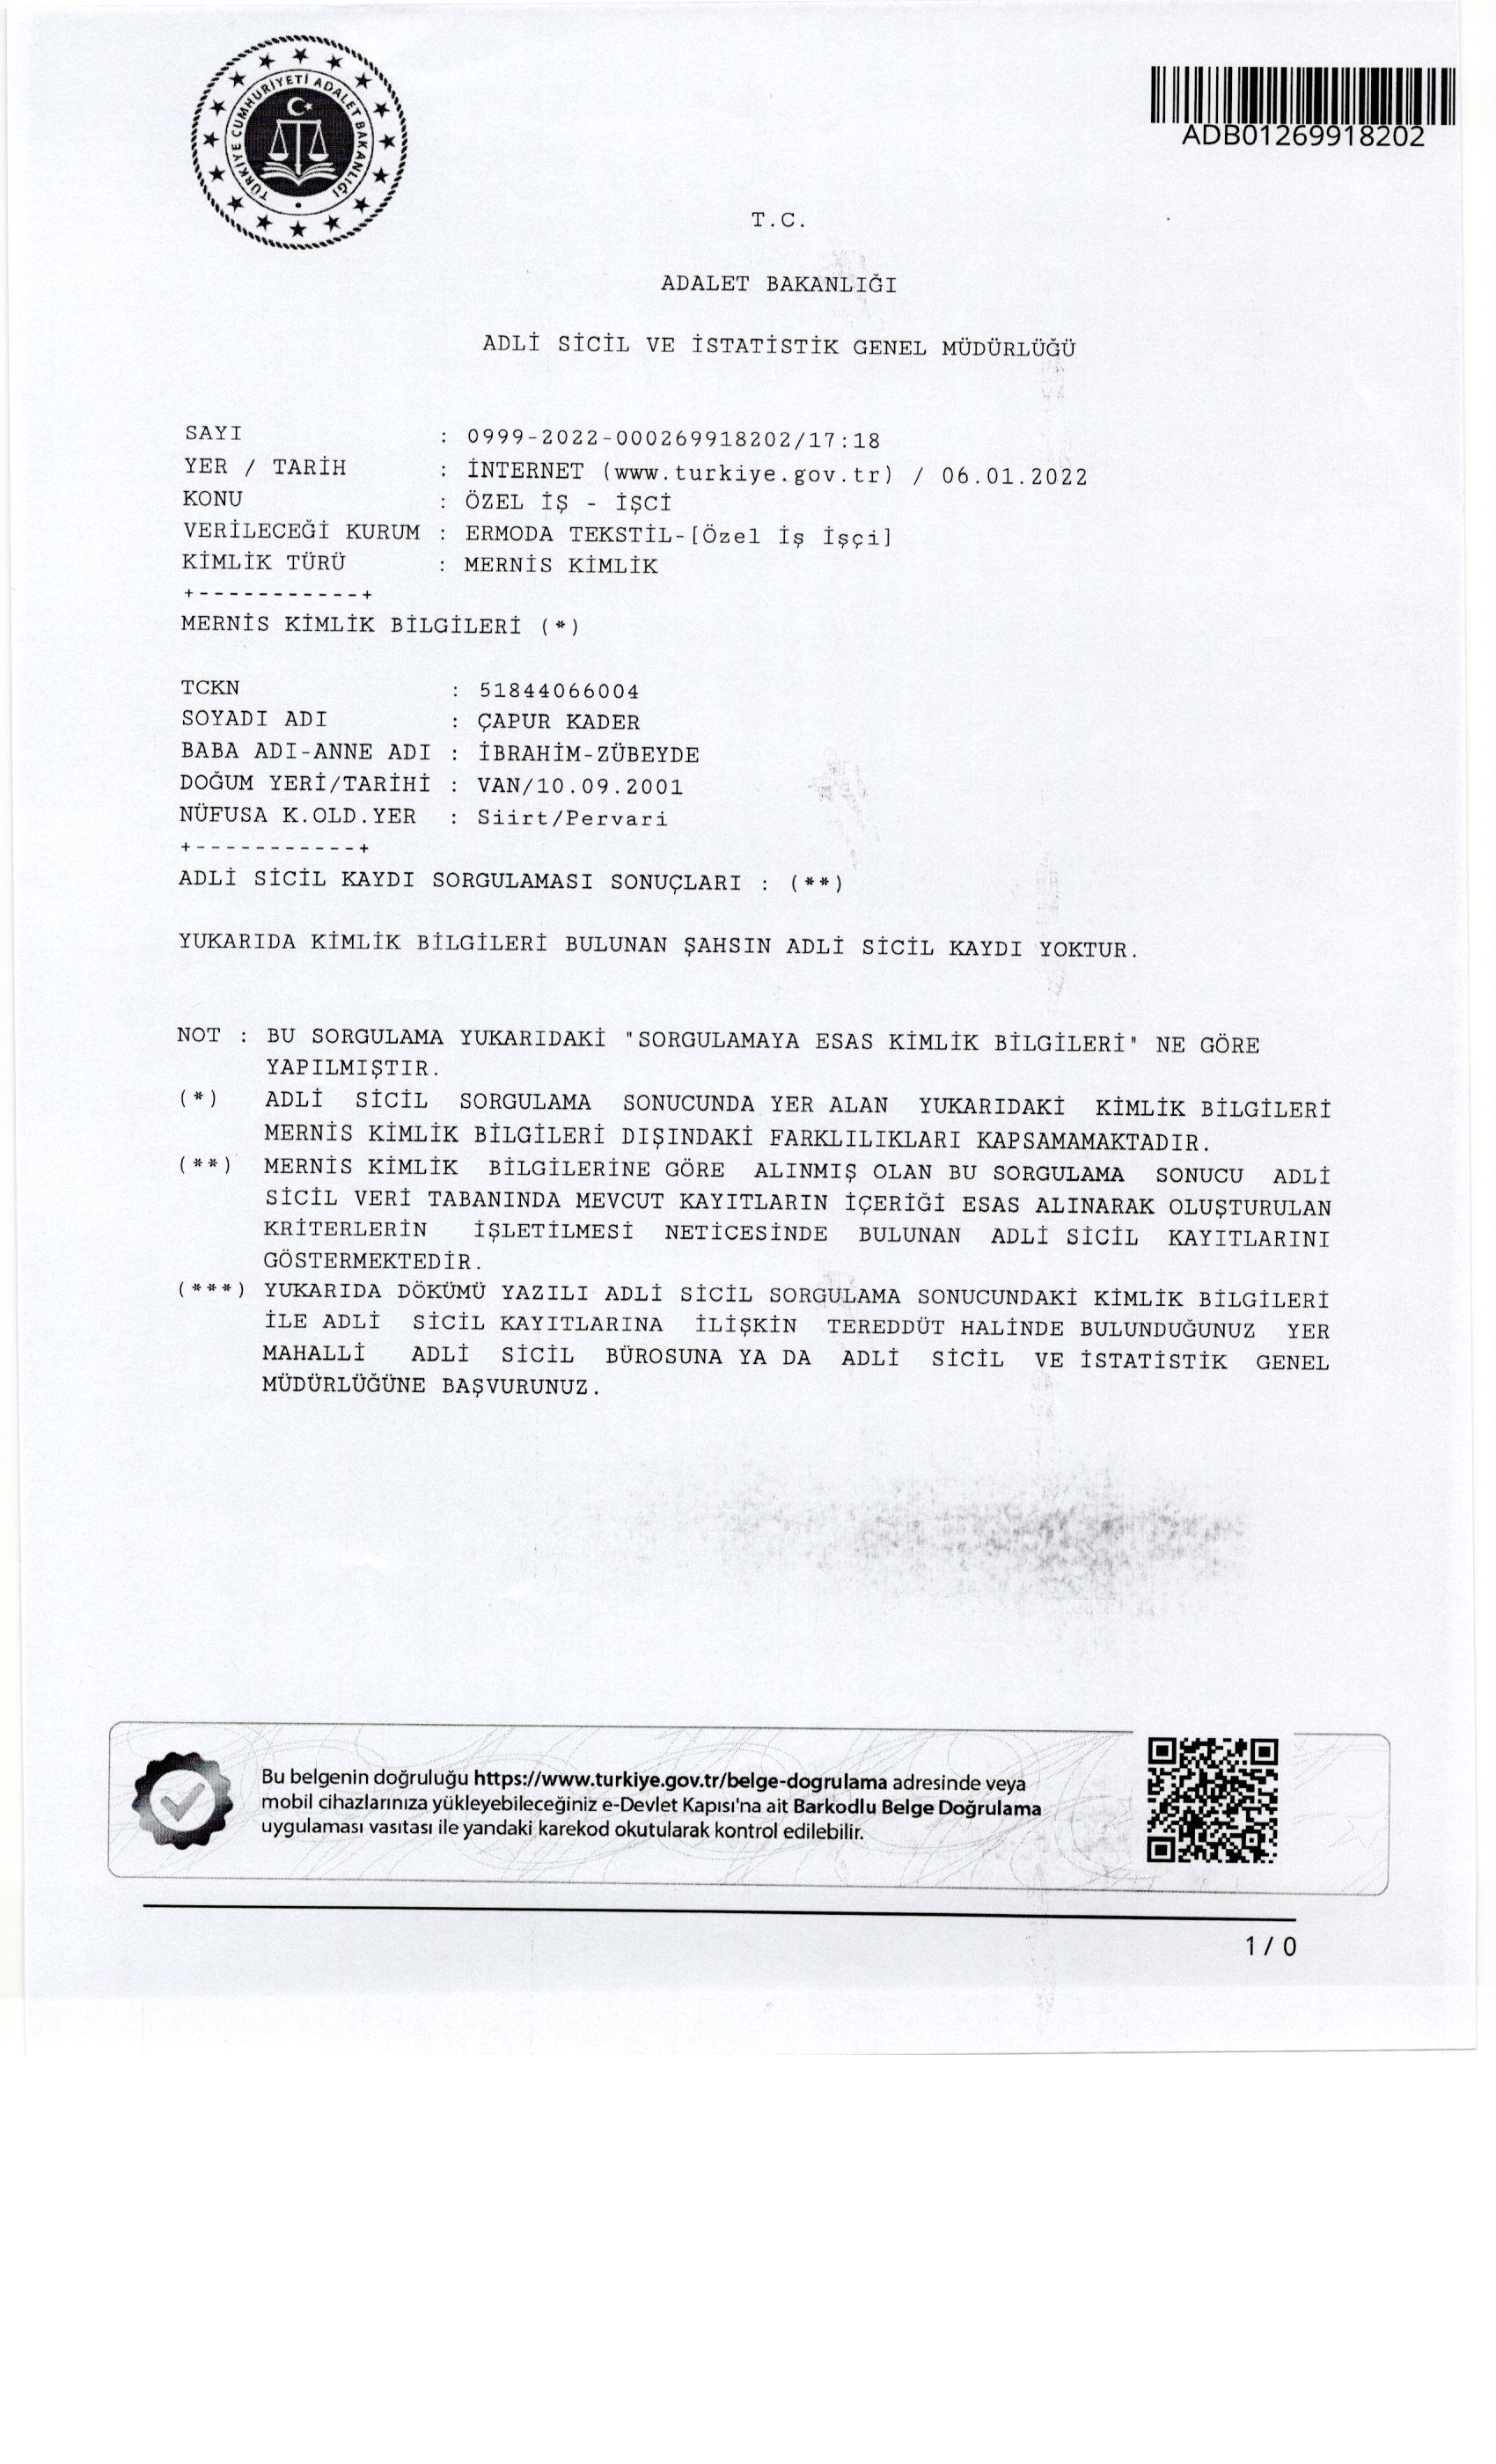 TÜRKİYE CUMHURİYETİ ADALET BAKANLIĞI
ADB01269918202
T.C.
ADALET BAKANLIĞI
ADLİ SİCİL VE İSTATİSTİK GENEL MÜDÜRLÜĞÜ
SAYI : 0999-2022-000269918202/17:18
YER / TARİH : İNTERNET (www.turkiye.gov.tr) / 06.01.2022
KONU : ÖZEL İŞ - İŞCİ
VERİLECEĞİ KURUM : ERMODA TEKSTİL-[Özel İş İşçi]
KİMLİK TÜRÜ : MERNİS KİMLİK
+-----------+
MERNİS KİMLİK BİLGİLERİ (*)
TCKN : 51844066004
SOYADI ADI : ÇAPUR KADER
BABA ADI-ANNE ADI : İBRAHİM-ZÜBEYDE
DOĞUM YERİ/TARİHİ : VAN/10.09.2001
NÜFUSA K.OLD.YER : Siirt/Pervari
+-----------+
ADLİ SİCİL KAYDI SORGULAMASI SONUÇLARI : (**)
YUKARIDA KİMLİK BİLGİLERİ BULUNAN ŞAHSIN ADLİ SİCİL KAYDI YOKTUR.
NOT : BU SORGULAMA YUKARIDAKİ "SORGULAMAYA ESAS KİMLİK BİLGİLERİ" NE GÖRE
YAPILMIŞTIR.
(*) ADLİ SİCİL SORGULAMA SONUCUNDA YER ALAN YUKARIDAKİ KİMLİK BİLGİLERİ
MERNİS KİMLİK BİLGİLERİ DIŞINDAKİ FARKLILIKLARI KAPSAMAMAKTADIR.
(**) MERNİS KİMLİK BİLGİLERİNE GÖRE ALINMIŞ OLAN BU SORGULAMA SONUCU ADLİ
SİCİL VERİ TABANINDA MEVCUT KAYITLARIN İÇERİĞİ ESAS ALINARAK OLUŞTURULAN
KRİTERLERİN İŞLETİLMESİ NETİCESİNDE BULUNAN ADLİ SİCİL KAYITLARINI
GÖSTERMEKTEDİR.
(***) YUKARIDA DÖKÜMÜ YAZILI ADLİ SİCİL SORGULAMA SONUCUNDAKİ KİMLİK BİLGİLERİ
İLE ADLİ SİCİL KAYITLARINA İLİŞKİN TEREDDÜT HALİNDE BULUNDUĞUNUZ YER
MAHALLİ ADLİ SİCİL BÜROSUNA YA DA ADLİ SİCİL VE İSTATİSTİK GENEL
MÜDÜRLÜĞÜNE BAŞVURUNUZ.
Bu belgenin doğruluğu https://www.turkiye.gov.tr/belge-dogrulama adresinde veya
mobil cihazlarınıza yükleyebileceğiniz e-Devlet Kapısı'na ait Barkodlu Belge Doğrulama
uygulaması vasıtası ile yandaki karekod okutularak kontrol edilebilir.
1 / 0